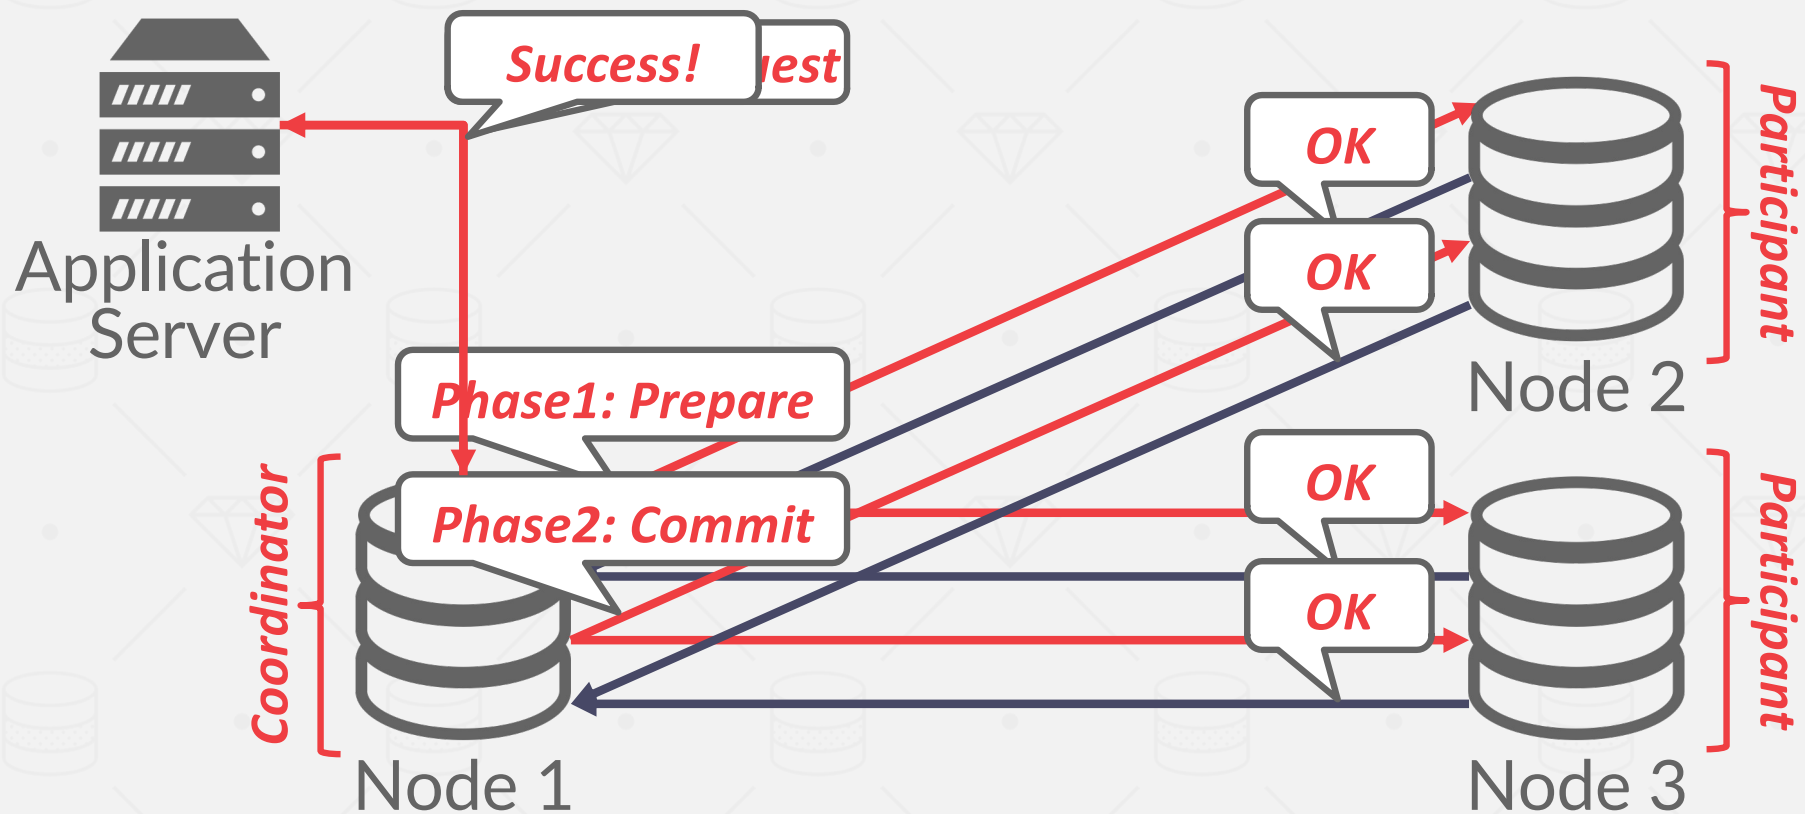 Success!
OK
Participant
OK
Application
Server
Phase1: Prepare
Node 2
Coordinator
Phase2: Commit
OK
Participant
OK
Node 1
Node 3